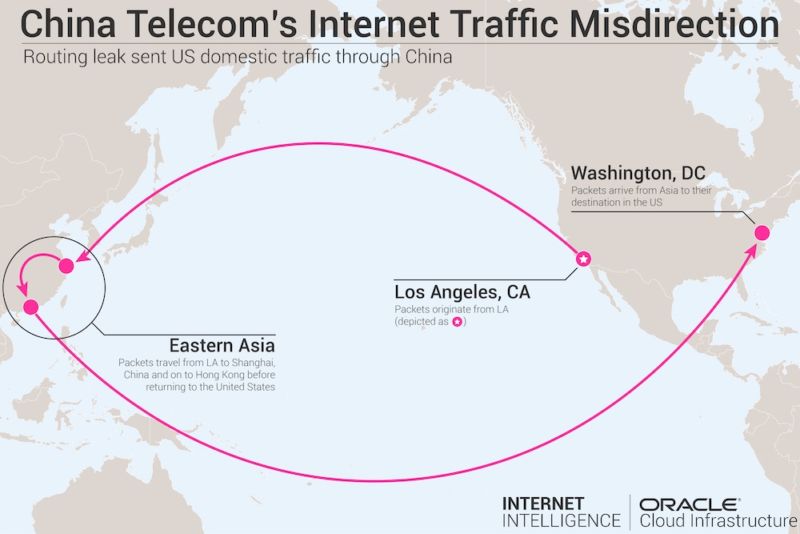 China Telecom's Internet Traffic Misdirection
Routing leak sent US domestic traffic through China
Washington, DC
Packets arrive from Asia to their
destination in the US
Los Angeles, CA
Packets originate from LA
(depicted as ★)
Eastern Asia
Packets travel from LA to Shanghai,
China and on to Hong Kong before
returning to the United States
INTERNET
INTELLIGENCE
ORACLE®
Cloud Infrastructure